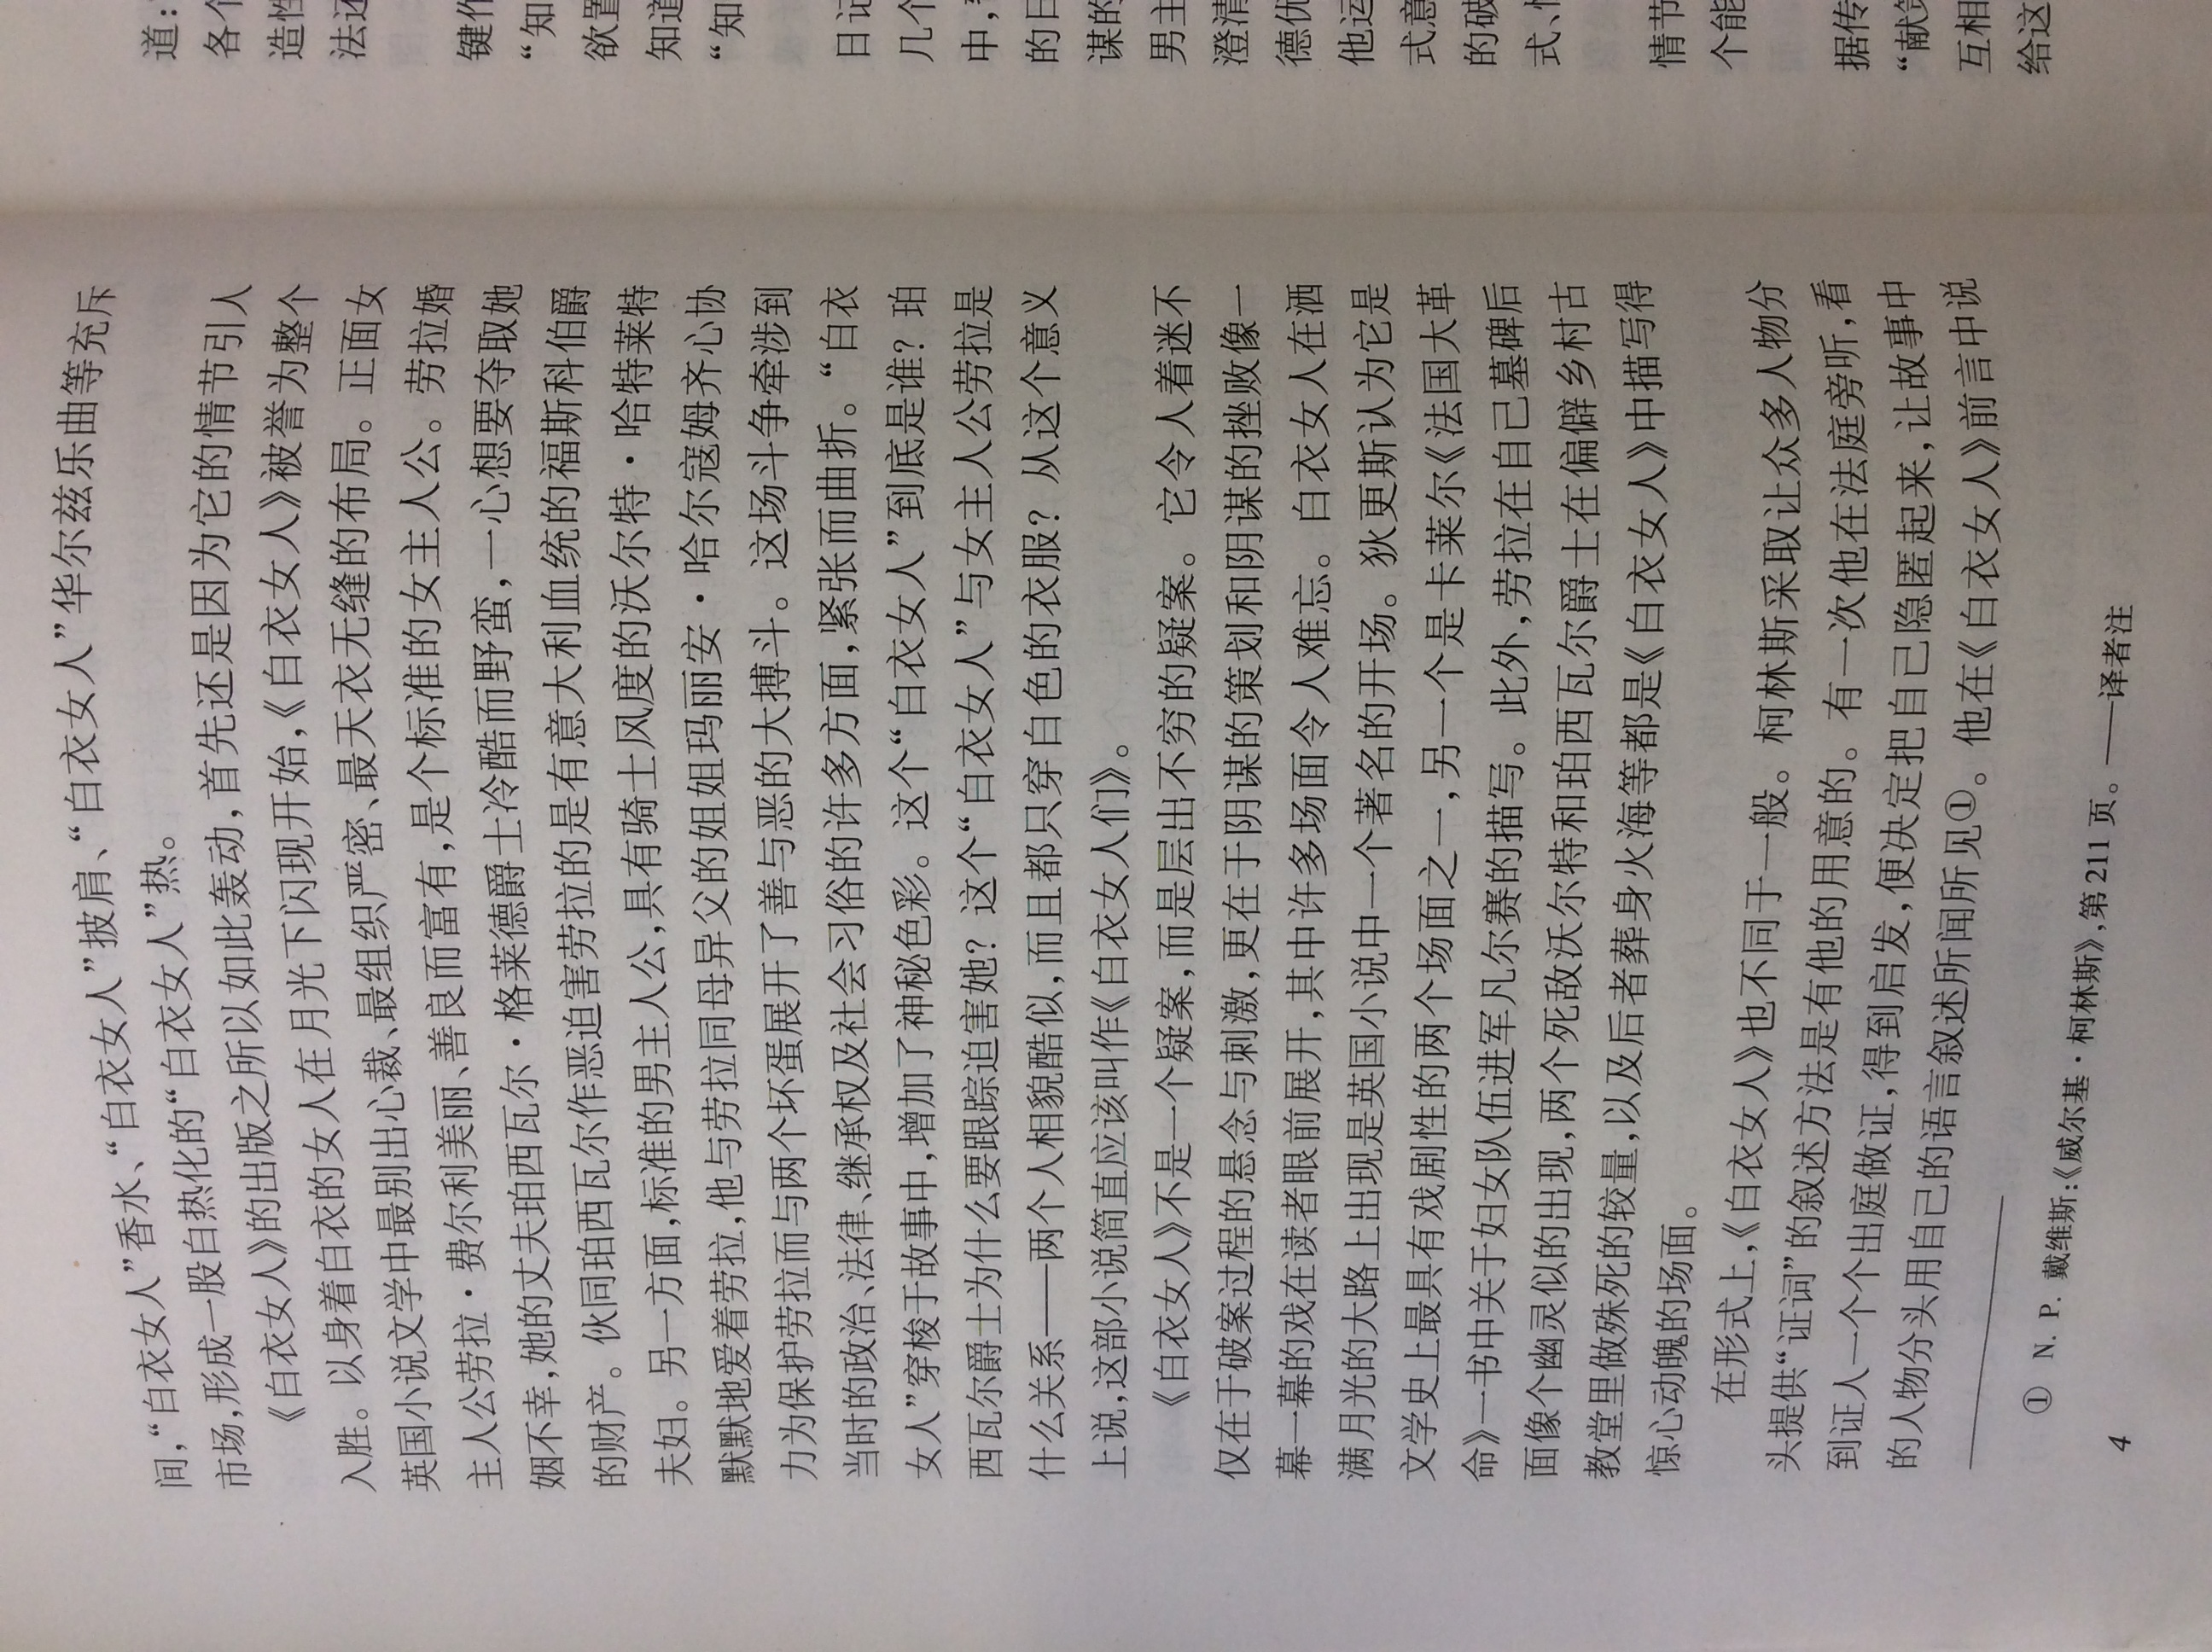 间，“白衣女人”香水、“白衣女人”披肩、“白衣女人”华尔兹乐曲等充斥
市场，形成一股白热化的“白衣女人”热。
《白衣女人》的出版之所以如此轰动，首先还是因为它的情节引人
入胜。以身着白衣的女人在月光下闪现开始，《白衣女人》被誉为整个
英国小说文学中最别出心裁、最组织严密、最天衣无缝的布局。正面女
主人公劳拉·费尔利美丽、善良而富有，是个标准的女主人公。劳拉婚
姻不幸，她的丈夫珀西瓦尔·格莱德爵士冷酷而野蛮，一心想要夺取她
的财产。伙同珀西瓦尔作恶迫害劳拉的是有意大利血统的福斯科伯爵
夫妇。另一方面，标准的男主人公，具有骑士风度的沃尔特·哈特莱特
默默地爱着劳拉，他与劳拉同母异父的姐姐玛丽安·哈尔寇姆齐心协
力为保护劳拉而与两个坏蛋展开了善与恶的大搏斗。这场斗争牵涉到
当时的政治、法律、继承权及社会习俗的许多方面，紧张而曲折。“白衣
女人”穿梭于故事中，增加了神秘色彩。这个“白衣女人”到底是谁？珀
西瓦尔爵士为什么要跟踪迫害她？这个“白衣女人”与女主人公劳拉是
什么关系——两个人相貌酷似，而且都只穿白色的衣服？从这个意义
上说，这部小说简直应该叫作《白衣女人们》。
《白衣女人》不是一个疑案，而是层出不穷的疑案。它令人着迷不
仅在于破案过程的悬念与刺激，更在于阴谋的策划和阴谋的挫败像一
幕一幕的戏在读者眼前展开，其中许多场面令人难忘。白衣女人在洒
满月光的大路上出现是英国小说中一个著名的开场。狄更斯认为它是
文学史上最具有戏剧性的两个场面之一，另一个是卡莱尔《法国大革
命》一书中关于妇女队伍进军凡尔赛的描写。此外，劳拉在自己墓碑后
面像个幽灵似的出现，两个死敌沃尔特和珀西瓦尔爵士在偏僻乡村古
教堂里做殊死的较量，以及后者葬身火海等都是《白衣女人》中描写得
惊心动魄的场面。
在形式上，《白衣女人》也不同于一般。柯林斯采取让众多人物分
头提供“证词”的叙述方法是有他的用意的。有一次他在法庭旁听，看
到证人一个个出庭做证，得到启发，便决定把自己隐匿起来，让故事中
的人物分头用自己的语言叙述所闻所见①。他在《白衣女人》前言中说
① N. P. 戴维斯：《威尔基·柯林斯》，第 211 页。——译者注
4
道：
各个
造性
法还
键作
“知
欲置
知道
“知
日记
几个
中，
的日
谋的
男主
澄清
德优
他运
式意
的破
式、
情节
个能
据传
“献策
互相
给这